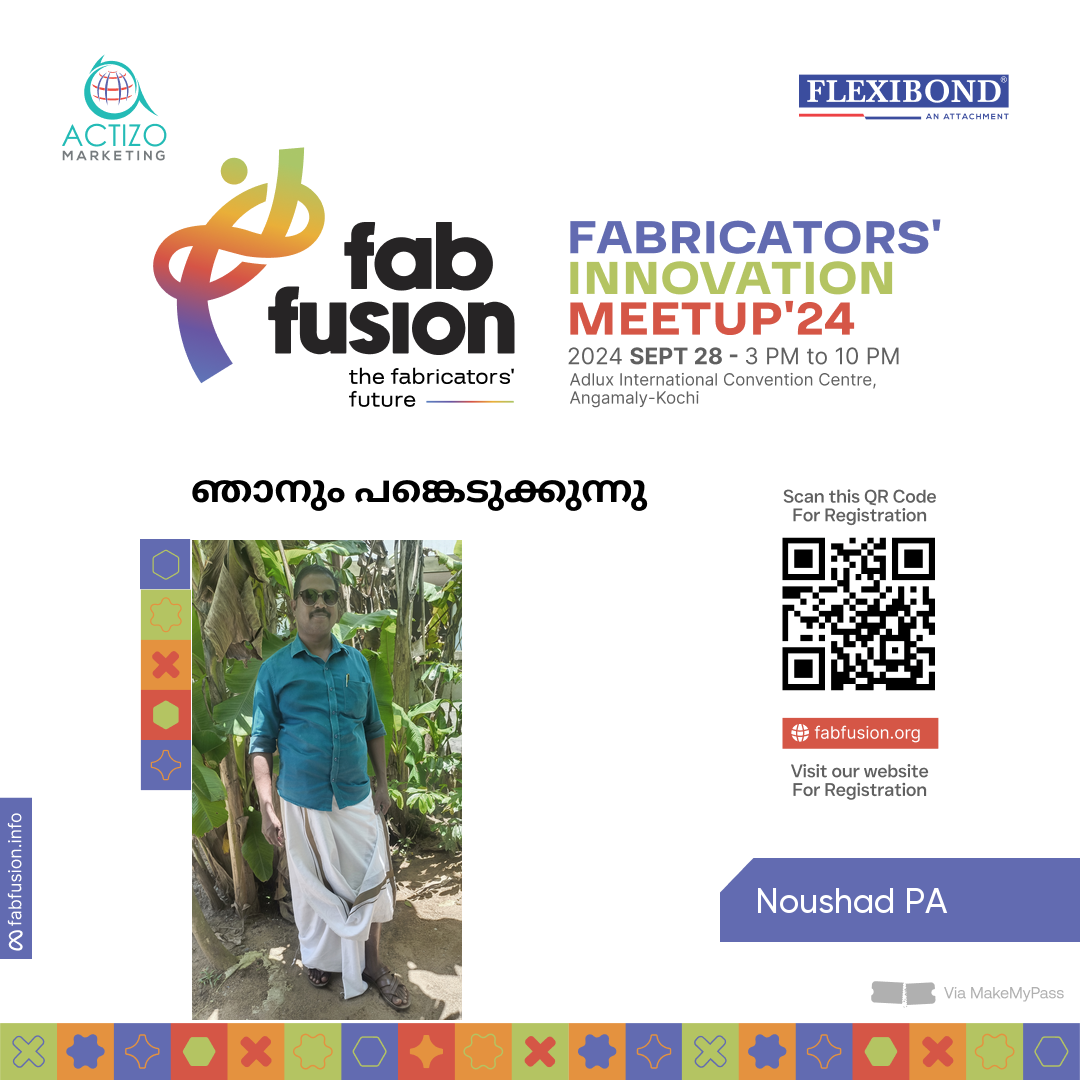 ACTIZO
MARKETING
FLEXIBOND®
AN ATTACHMENT
fab
fusion
the fabricators'
future
FABRICATORS'
INNOVATION
MEETUP'24
2024 SEPT 28 - 3 PM to 10 PM
Adlux International Convention Centre,
Angamaly-Kochi
ഞാനും പങ്കെടുക്കുന്നു
Scan this QR Code
For Registration
fabfusion.org
Visit our website
For Registration
fabfusion.info
Noushad PA
Via MakeMyPass